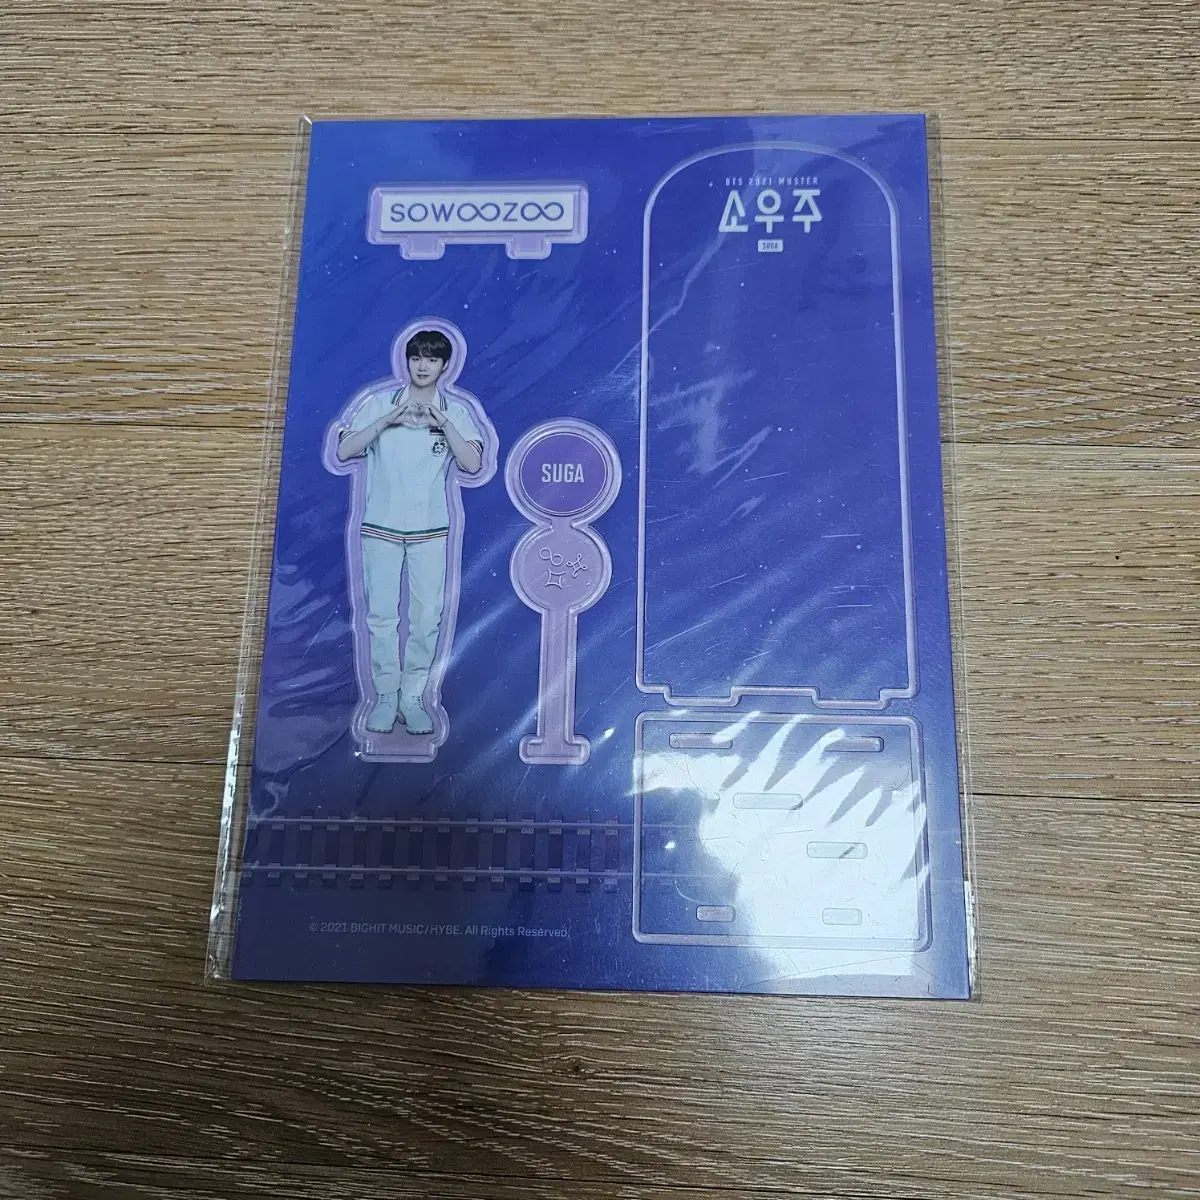 SOWOOZOO
BTS 2021 MUSTER
소우주
SUGA
SUGA
© 2021 BIGHIT MUSIC/HYBE. All Rights Reserved.